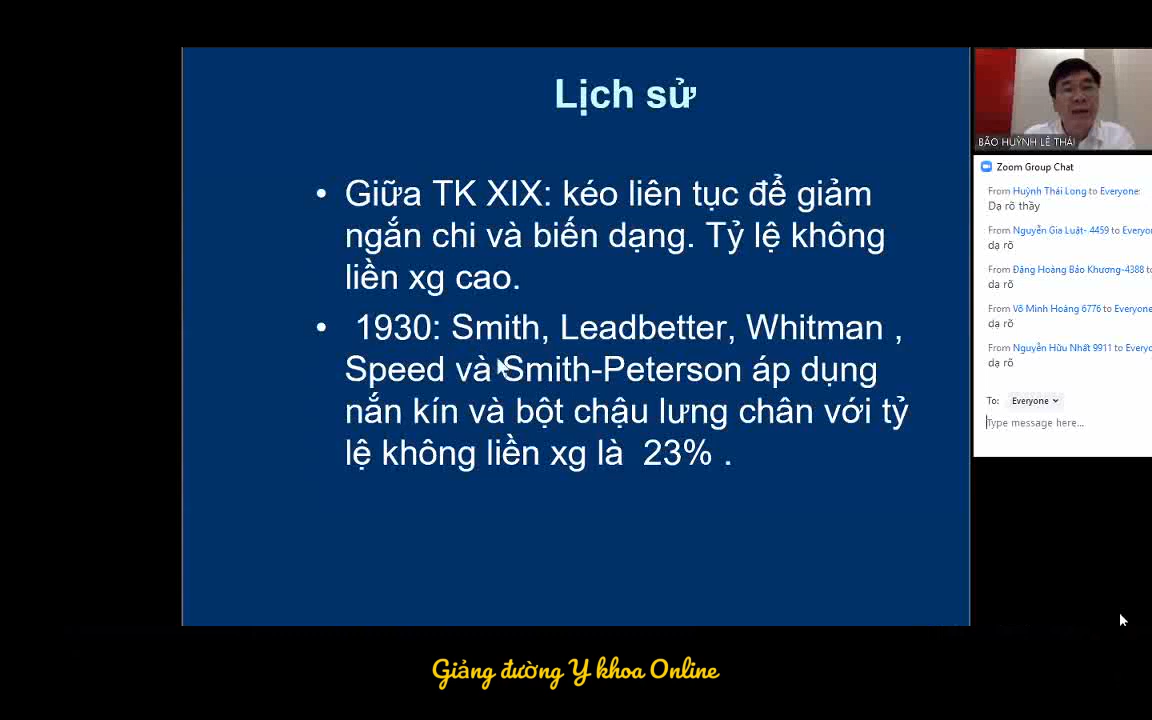 Lịch sử
• Giữa TK XIX: kéo liên tục để giảm
ngắn chi và biến dạng. Tỷ lệ không
liền xg cao.
• 1930: Smith, Leadbetter, Whitman ,
Speed và Smith-Peterson áp dụng
nắn kín và bột chậu lưng chân với tỷ
lệ không liền xg là 23% .
BẢO HUỲNH LÊ THÁI
Zoom Group Chat
From Huỳnh Thái Long to Everyone:
Dạ rõ thầy
From Nguyễn Gia Luật- 4459 to Everyo
dạ rõ
From Đặng Hoàng Bảo Khương-4388 to
dạ rõ
From Võ Minh Hoàng 6776 to Everyone
dạ rõ
From Nguyễn Hữu Nhất 9911 to Everyo
dạ rõ
To: Everyone
Type message here...
Giảng đường Y khoa Online